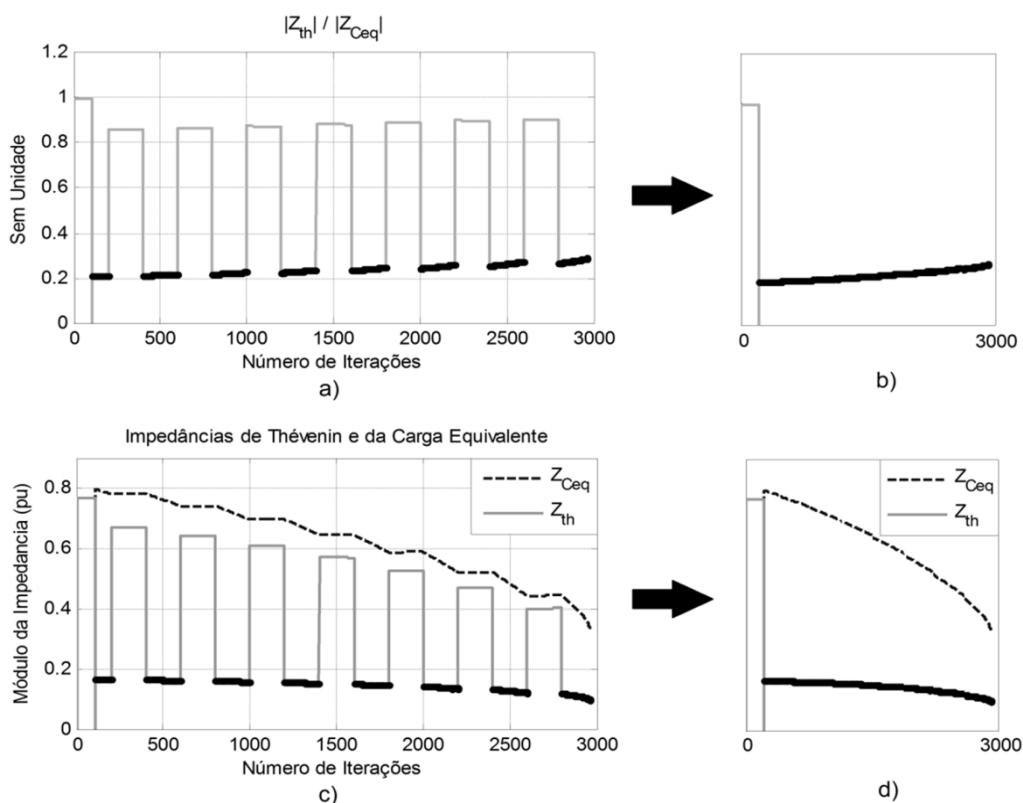 |Z_th| / |Z_Ceq|
Sem Unidade
1.2
1
0.8
0.6
0.4
0.2
0
0 500 1000 1500 2000 2500 3000
Número de Iterações
a)
0 3000
b)
Impedâncias de Thévenin e da Carga Equivalente
Módulo da Impedancia (pu)
0.8
0.6
0.4
0.2
0
Z_Ceq
Z_th
0 500 1000 1500 2000 2500 3000
Número de Iterações
c)
Z_Ceq
Z_th
0 3000
d)